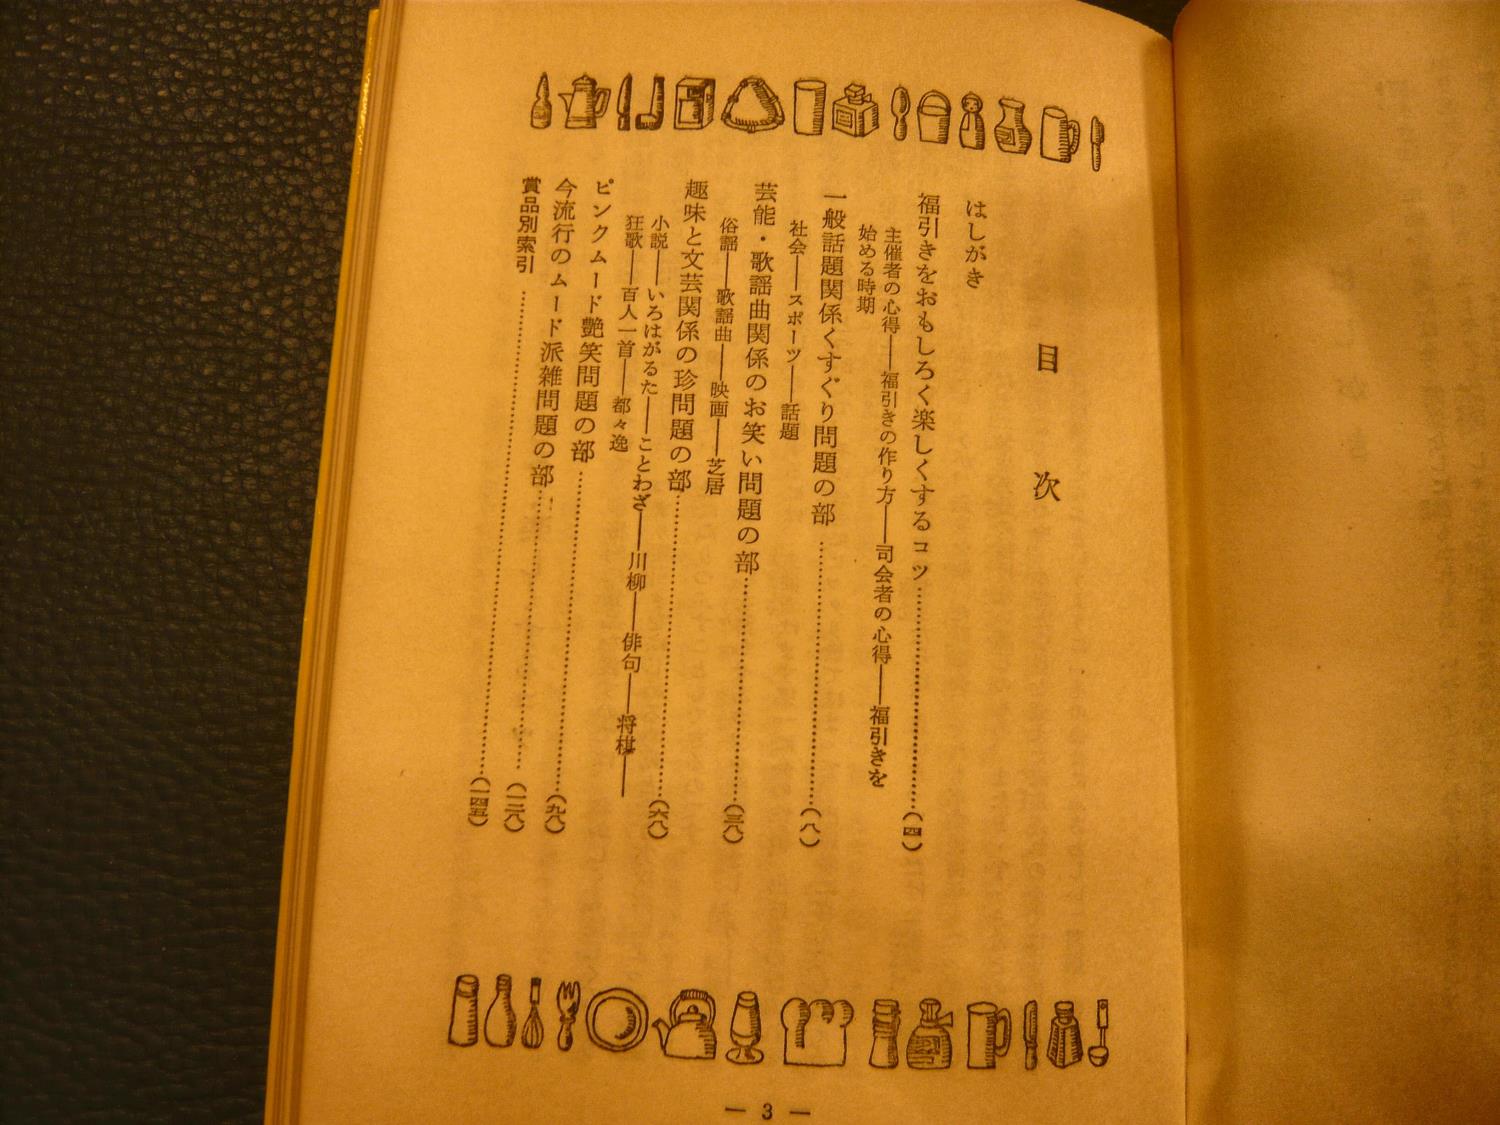 目次
はしがき
福引きをおもしろく楽しくするコツ……………(四)
主催者の心得――福引きの作り方――司会者の心得――福引きを
始める時期
一般話題関係くすぐり問題の部……………(八)
社会――スポーツ――話題
芸能・歌謡曲関係のお笑い問題の部……………(三八)
俗謡――歌謡曲――映画――芝居
趣味と文芸関係の珍問題の部……………(六八)
小説――いろはがるた――ことわざ――川柳――俳句――将棋――
狂歌――百人一首――都々逸
ピンクムード艶笑問題の部……………(九八)
今流行のムード派雑問題の部……………(一二八)
賞品別索引……………(一四五)
― 3 ―